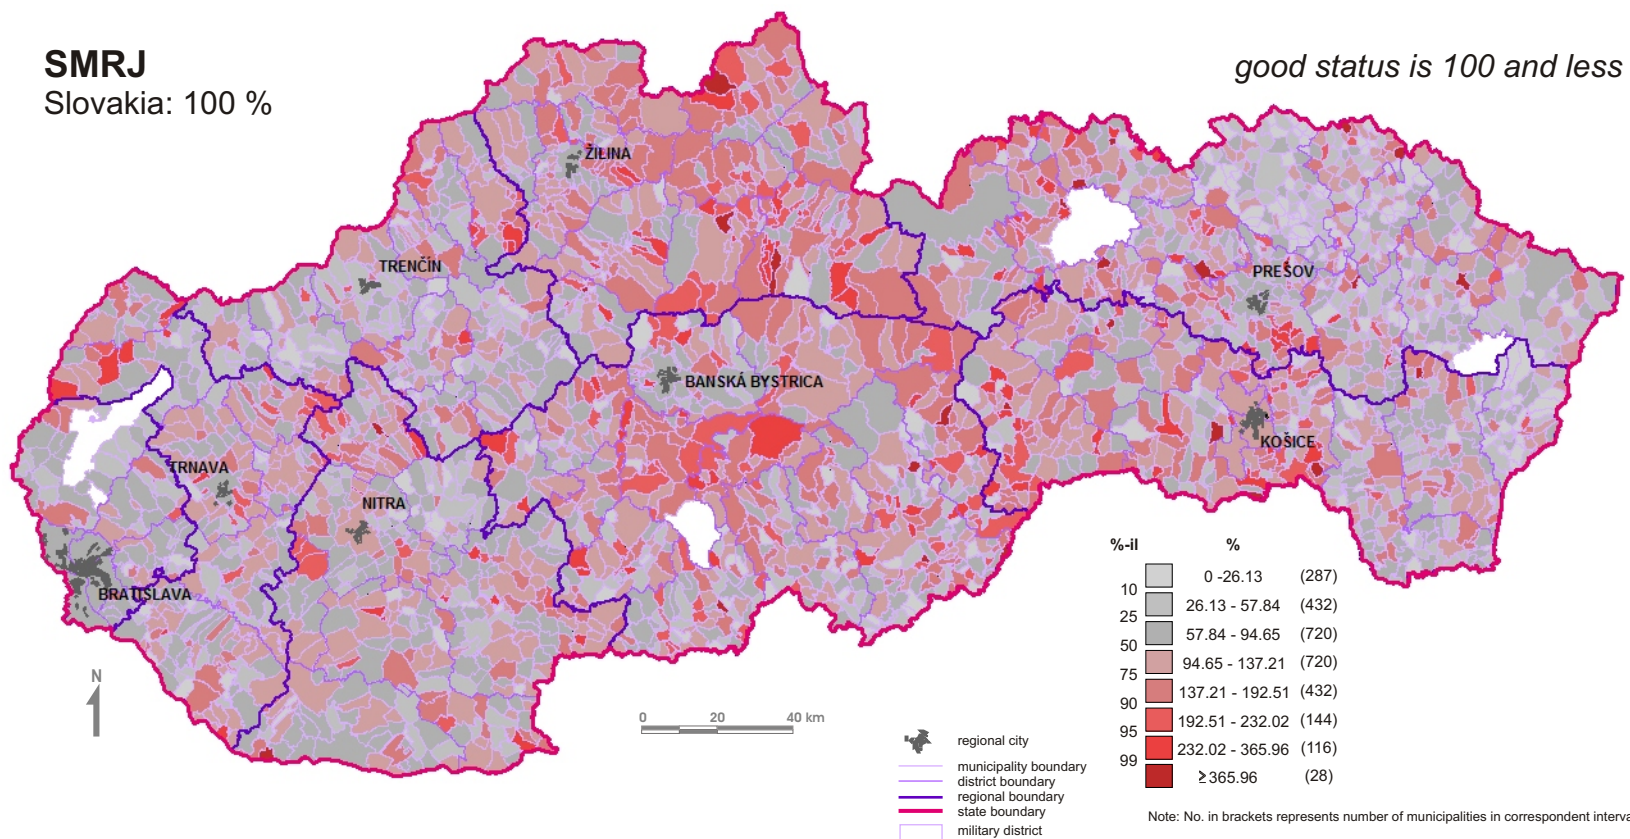 SMRJ
Slovakia: 100 %
good status is 100 and less
ŽILINA
TRENČÍN
PREŠOV
BANSKÁ BYSTRICA
KOŠICE
TRNAVA
NITRA
BRATISLAVA
N
0 20 40 km
regional city
municipality boundary
district boundary
regional boundary
state boundary
military district
%-il %
0 -26.13 (287)
10
26.13 - 57.84 (432)
25
57.84 - 94.65 (720)
50
94.65 - 137.21 (720)
75
137.21 - 192.51 (432)
90
192.51 - 232.02 (144)
95
232.02 - 365.96 (116)
99
≥365.96 (28)
Note: No. in brackets represents number of municipalities in correspondent interva